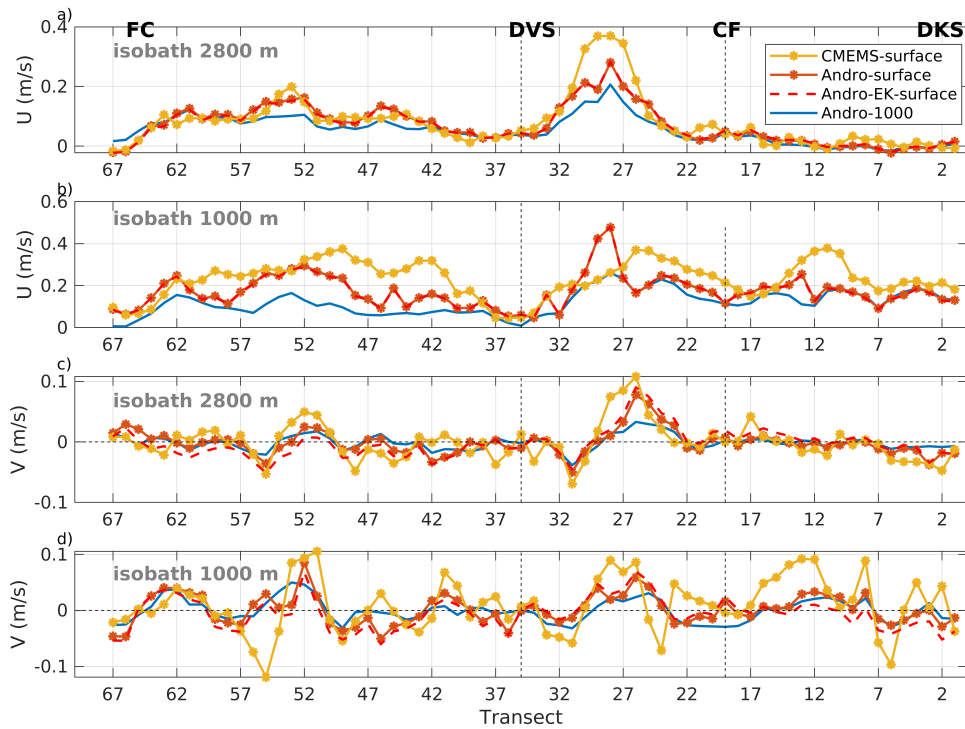 a)
FC DVS CF DKS
isobath 2800 m
CMEMS-surface
Andro-surface
Andro-EK-surface
Andro-1000
U (m/s)
0.4
0.2
0
67 62 57 52 47 42 37 32 27 22 17 12 7 2
b)
isobath 1000 m
U (m/s)
0.6
0.4
0.2
0
67 62 57 52 47 42 37 32 27 22 17 12 7 2
c)
isobath 2800 m
V (m/s)
0.1
0
-0.1
67 62 57 52 47 42 37 32 27 22 17 12 7 2
d)
isobath 1000 m
V (m/s)
0.1
0
-0.1
67 62 57 52 47 42 37 32 27 22 17 12 7 2
Transect